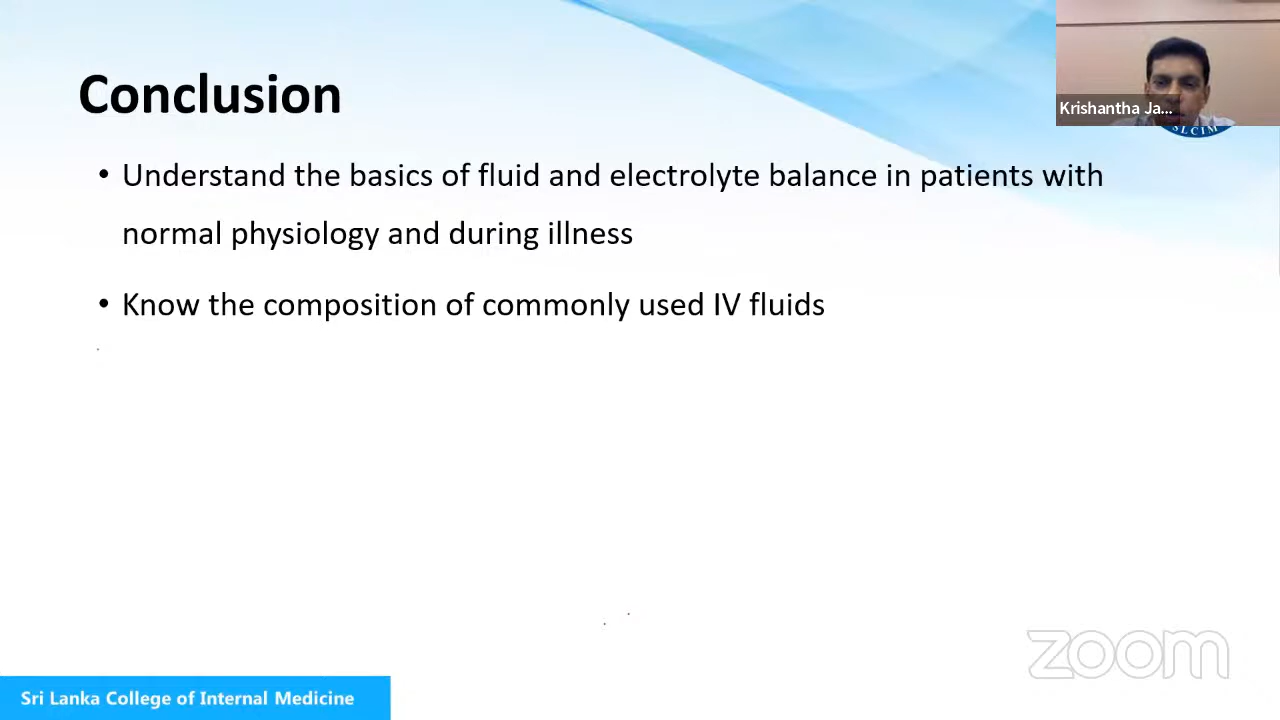 Conclusion
Krishantha Ja...
SLCIM
• Understand the basics of fluid and electrolyte balance in patients with
normal physiology and during illness
• Know the composition of commonly used IV fluids
zoom
Sri Lanka College of Internal Medicine